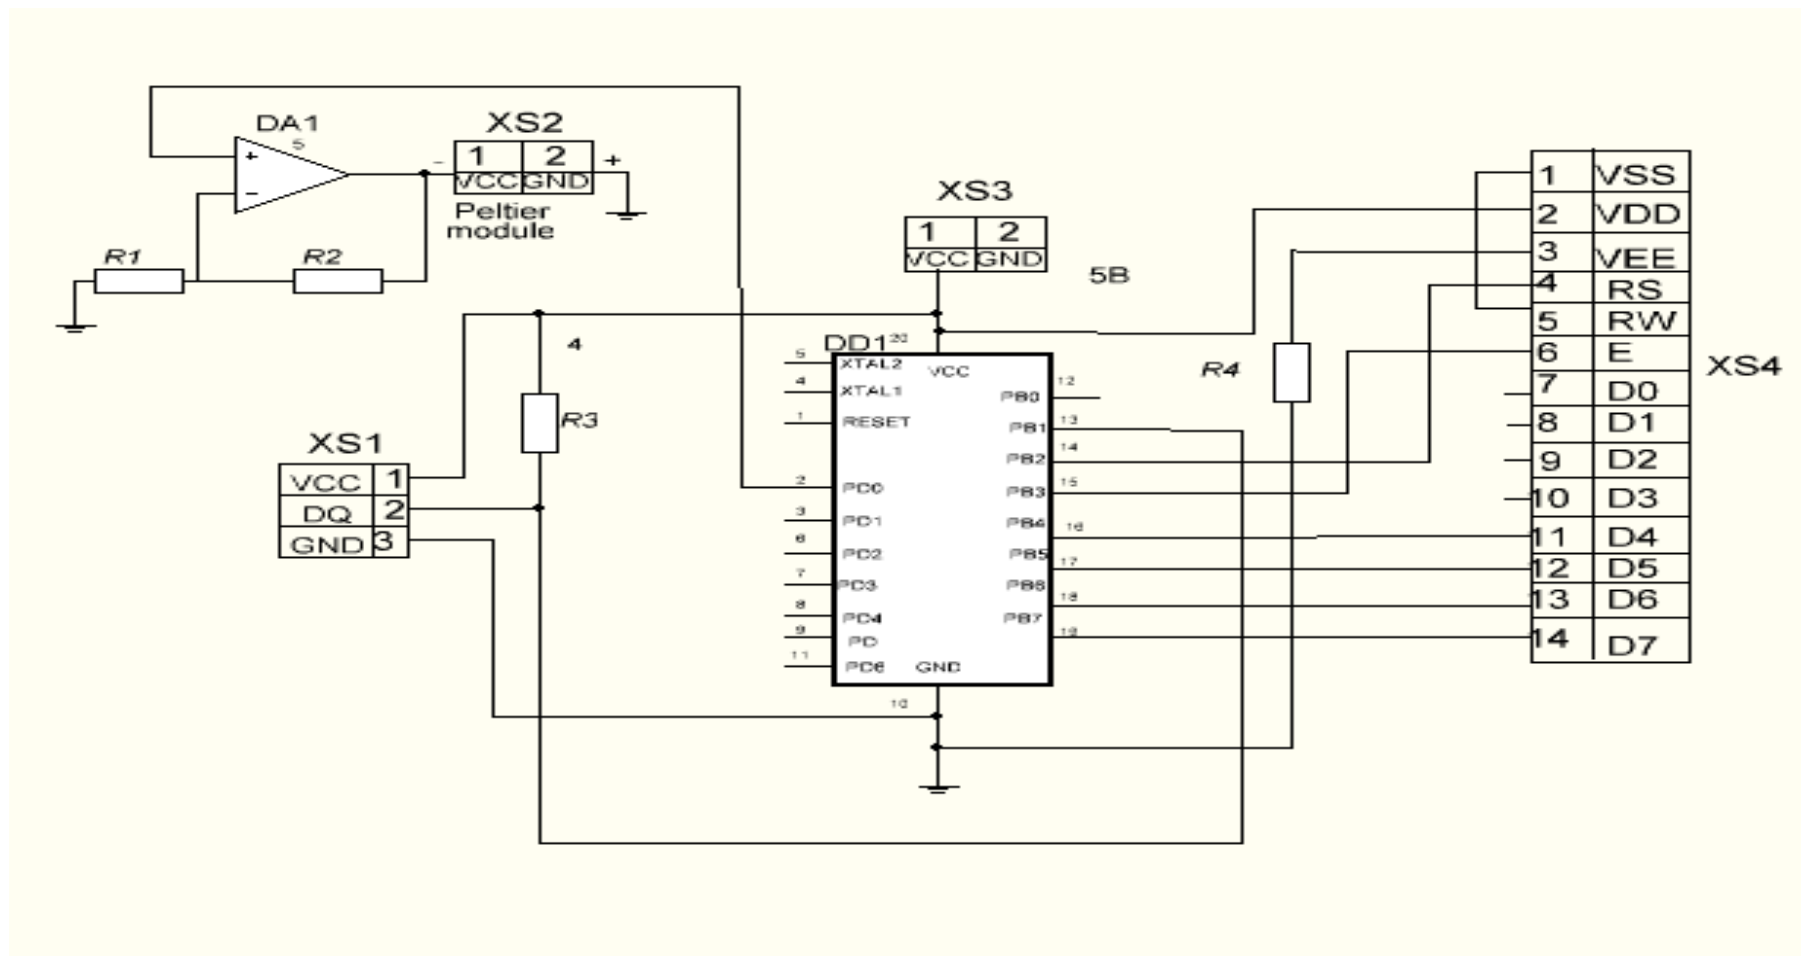 DA1
5
+
−
XS2
1 2
− +
VCC GND
Peltier
module
R1
R2
XS3
1 2
VCC GND
5B
4
R3
XS1
VCC 1
DQ 2
GND 3
DD1 20
VCC
5 XTAL2
4 XTAL1
1 RESET
2 PD0
3 PD1
6 PD2
7 PD3
8 PD4
9 PD
11 PD6
GND
10
PB0 12
PB1 13
PB2 14
PB3 15
PB4 16
PB5 17
PB6 18
PB7 19
R4
XS4
1 VSS
2 VDD
3 VEE
4 RS
5 RW
6 E
7 D0
8 D1
9 D2
10 D3
11 D4
12 D5
13 D6
14 D7